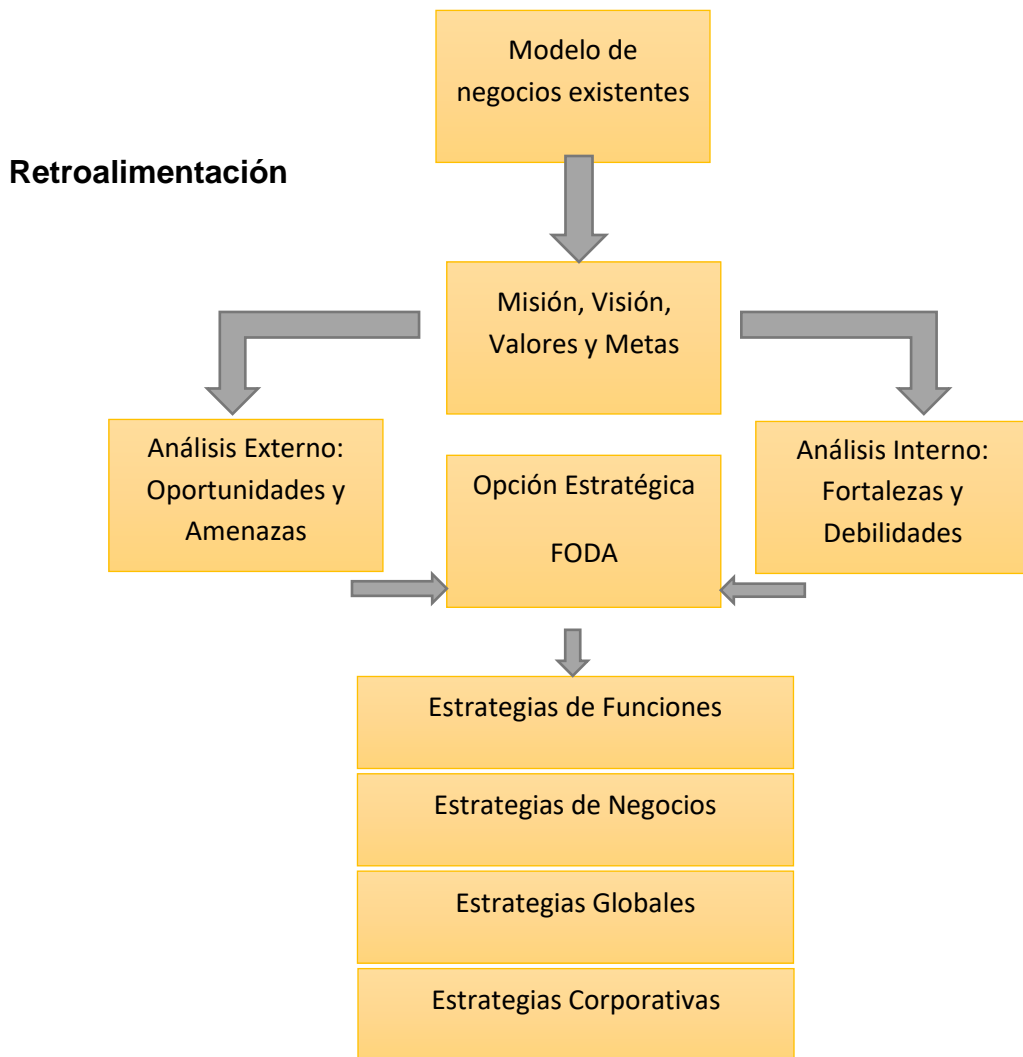 Modelo de
negocios existentes
Retroalimentación
Misión, Visión,
Valores y Metas
Análisis Externo:
Oportunidades y
Amenazas
Opción Estratégica
FODA
Análisis Interno:
Fortalezas y
Debilidades
Estrategias de Funciones
Estrategias de Negocios
Estrategias Globales
Estrategias Corporativas